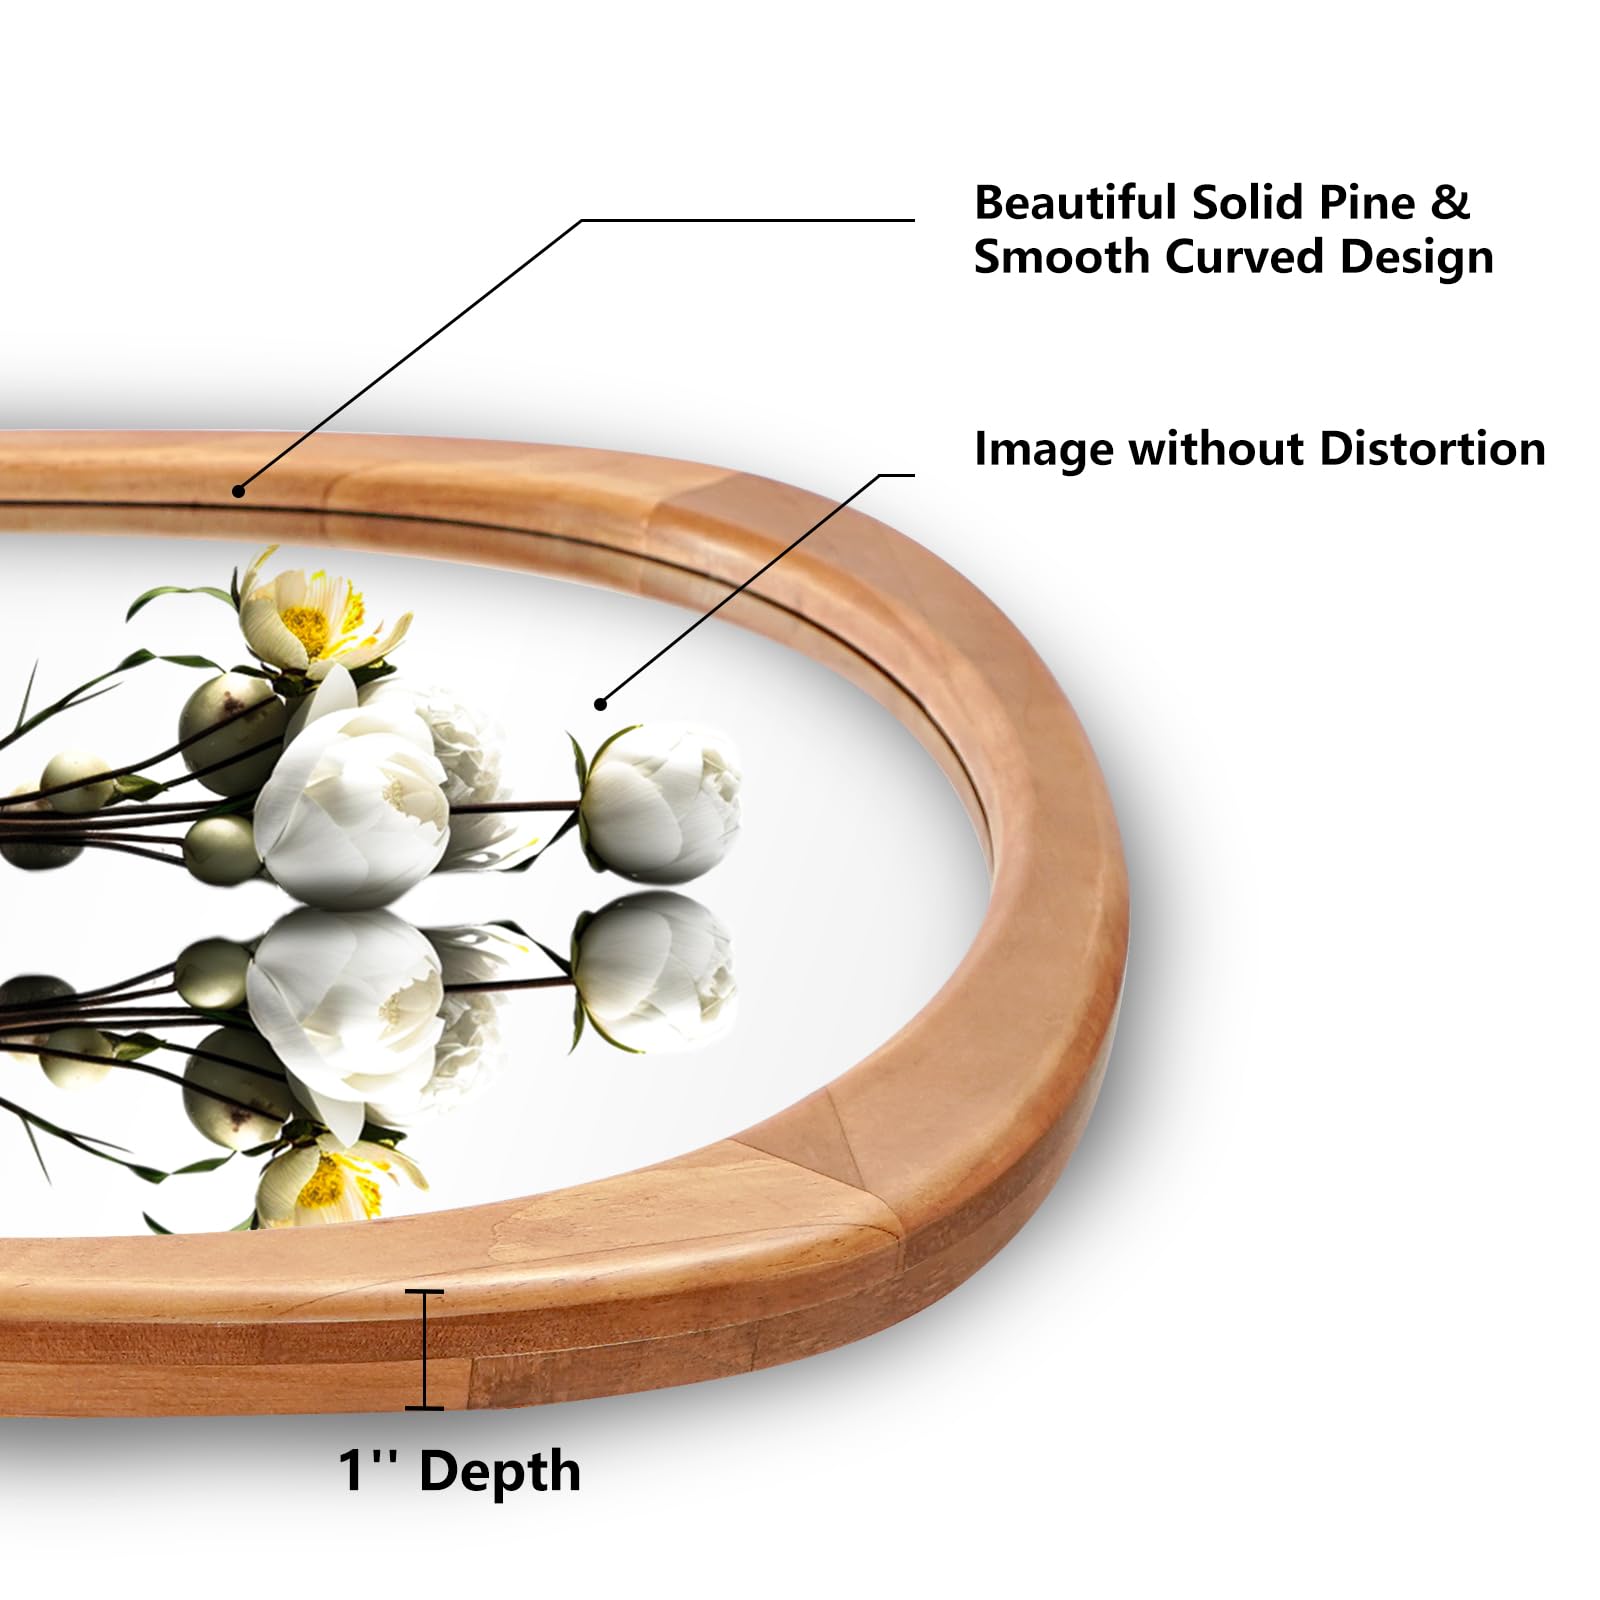 Beautiful Solid Pine &
Smooth Curved Design
Image without Distortion
1'' Depth